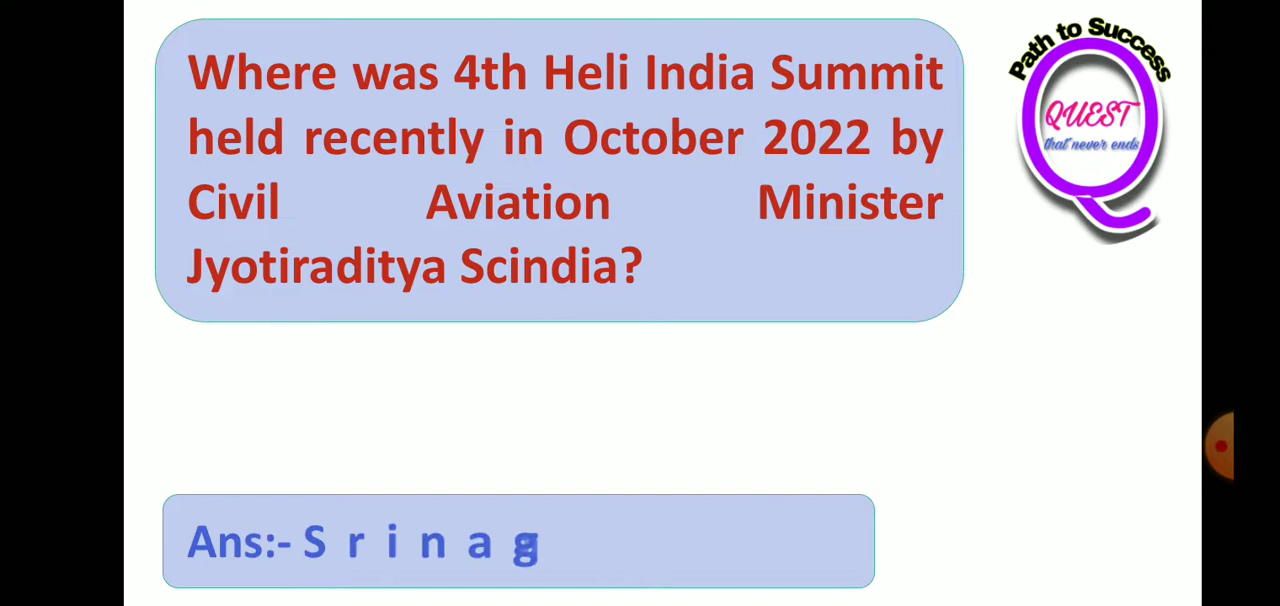 Where was 4th Heli India Summit
held recently in October 2022 by
Civil Aviation Minister
Jyotiraditya Scindia?
Path to Success
QUEST
that never ends
Ans:- S r i n a g